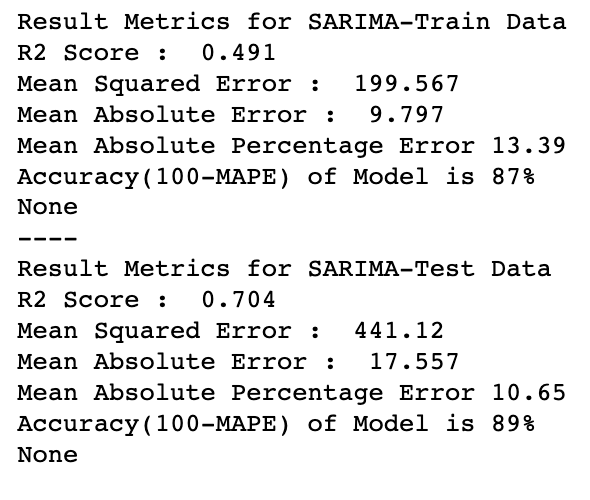 Result Metrics for SARIMA-Train Data
R2 Score :  0.491
Mean Squared Error :  199.567
Mean Absolute Error :  9.797
Mean Absolute Percentage Error 13.39
Accuracy(100-MAPE) of Model is 87%
None
----
Result Metrics for SARIMA-Test Data
R2 Score :  0.704
Mean Squared Error :  441.12
Mean Absolute Error :  17.557
Mean Absolute Percentage Error 10.65
Accuracy(100-MAPE) of Model is 89%
None